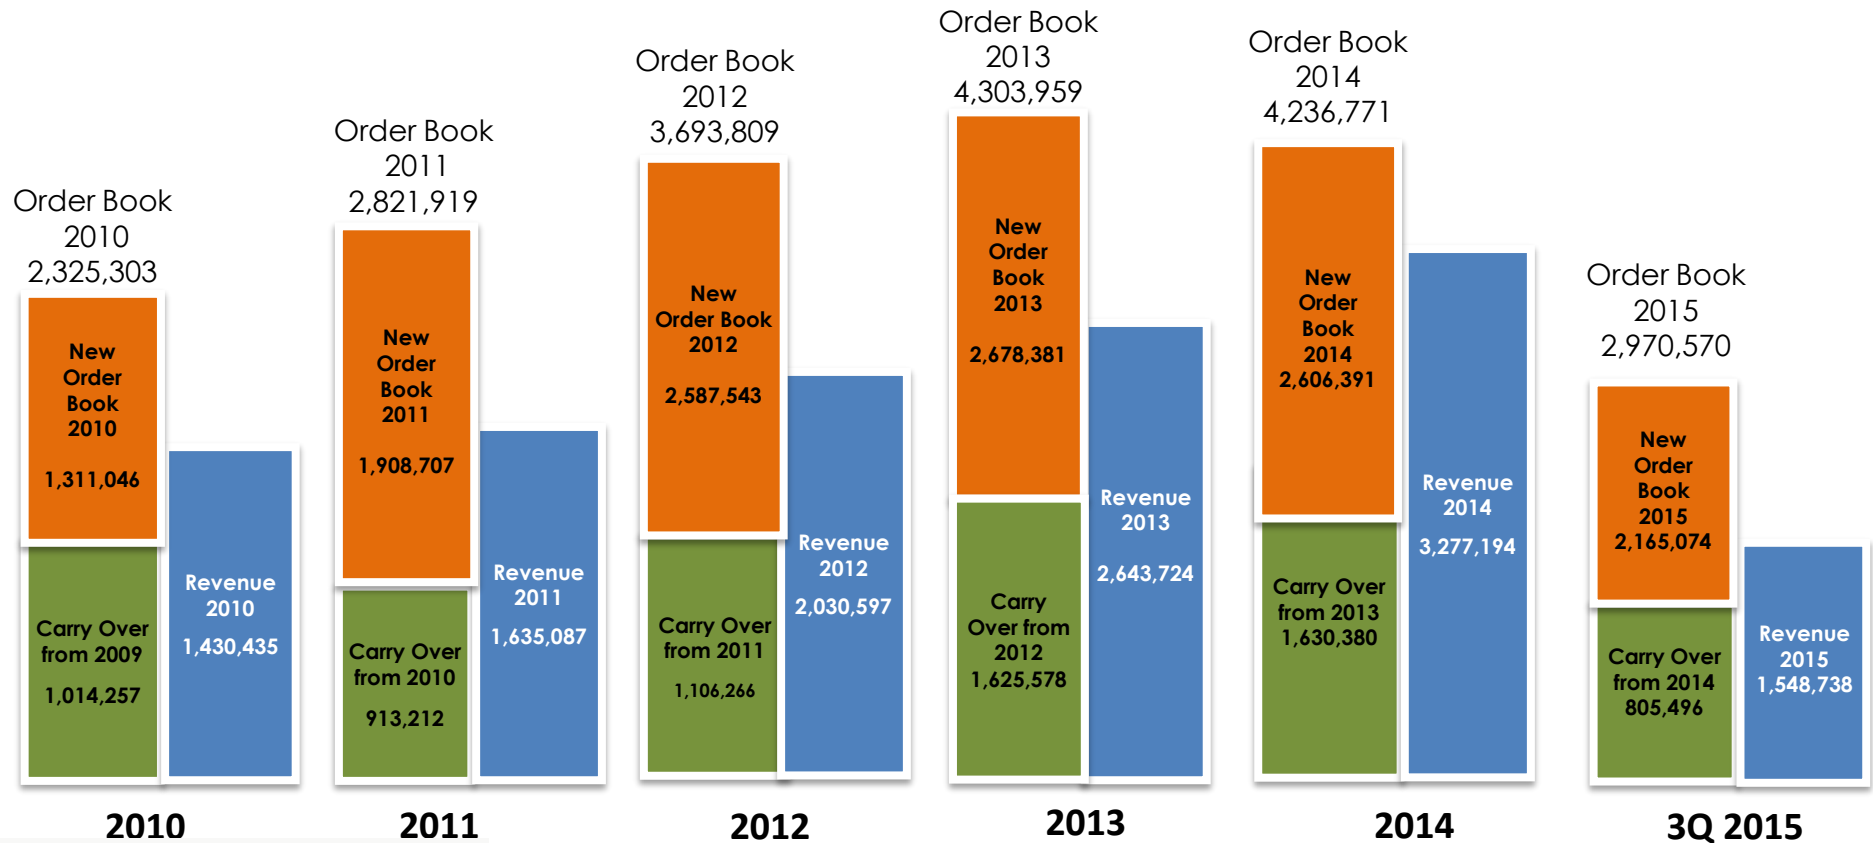 Order Book
2010
2,325,303
New
Order
Book
2010
1,311,046
Carry Over
from 2009
1,014,257
Revenue
2010
1,430,435
2010
Order Book
2011
2,821,919
New
Order
Book
2011
1,908,707
Carry Over
from 2010
913,212
Revenue
2011
1,635,087
2011
Order Book
2012
3,693,809
New
Order Book
2012
2,587,543
Carry Over
from 2011
1,106,266
Revenue
2012
2,030,597
2012
Order Book
2013
4,303,959
New
Order
Book
2013
2,678,381
Carry
Over from
2012
1,625,578
Revenue
2013
2,643,724
2013
Order Book
2014
4,236,771
New
Order
Book
2014
2,606,391
Carry Over
from 2013
1,630,380
Revenue
2014
3,277,194
2014
Order Book
2015
2,970,570
New
Order
Book
2015
2,165,074
Carry Over
from 2014
805,496
Revenue
2015
1,548,738
3Q 2015